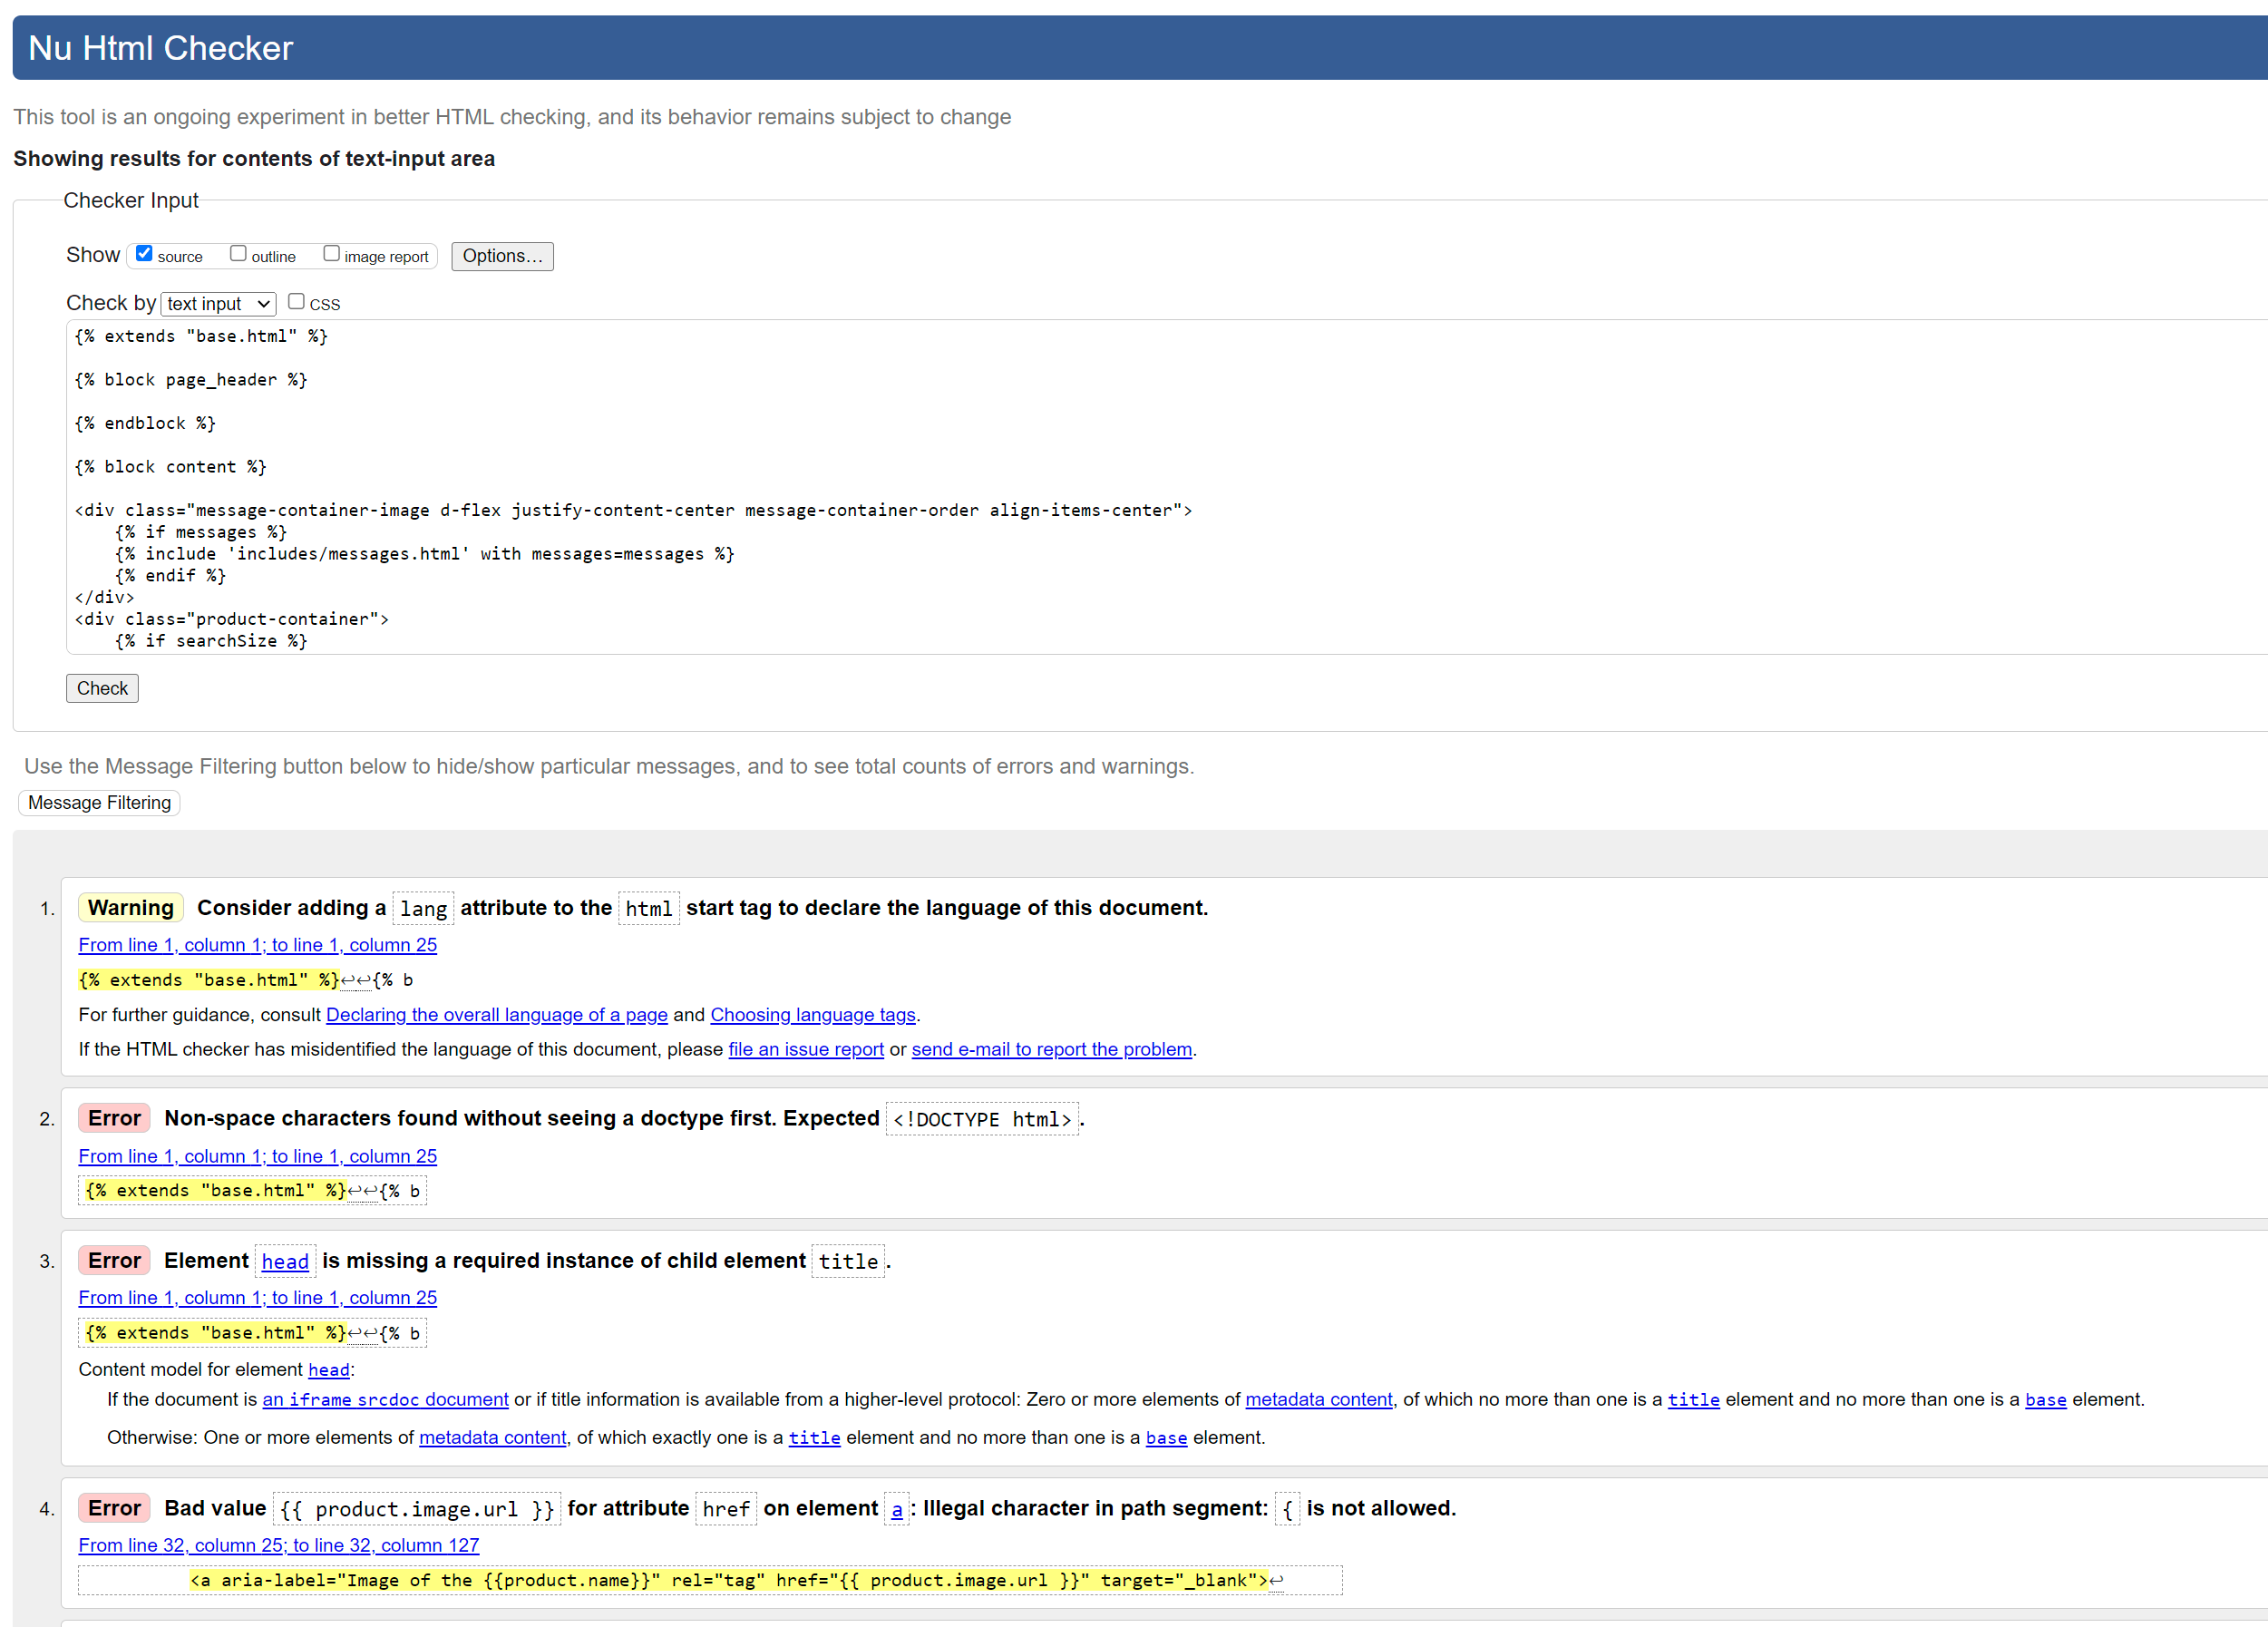 Nu Html Checker
This tool is an ongoing experiment in better HTML checking, and its behavior remains subject to change
Showing results for contents of text-input area
Checker Input
Show source outline image report Options...
Check by text input CSS
{% extends "base.html" %}
{% block page_header %}
{% endblock %}
{% block content %}
<div class="message-container-image d-flex justify-content-center message-container-order align-items-center">
    {% if messages %}
    {% include 'includes/messages.html' with messages=messages %}
    {% endif %}
</div>
<div class="product-container">
    {% if searchSize %}
Check
Use the Message Filtering button below to hide/show particular messages, and to see total counts of errors and warnings.
Message Filtering
1. Warning Consider adding a lang attribute to the html start tag to declare the language of this document.
From line 1, column 1; to line 1, column 25
{% extends "base.html" %}↩↩{% b
For further guidance, consult Declaring the overall language of a page and Choosing language tags.
If the HTML checker has misidentified the language of this document, please file an issue report or send e-mail to report the problem.
2. Error Non-space characters found without seeing a doctype first. Expected <!DOCTYPE html>.
From line 1, column 1; to line 1, column 25
{% extends "base.html" %}↩↩{% b
3. Error Element head is missing a required instance of child element title.
From line 1, column 1; to line 1, column 25
{% extends "base.html" %}↩↩{% b
Content model for element head:
If the document is an iframe srcdoc document or if title information is available from a higher-level protocol: Zero or more elements of metadata content, of which no more than one is a title element and no more than one is a base element.
Otherwise: One or more elements of metadata content, of which exactly one is a title element and no more than one is a base element.
4. Error Bad value {{ product.image.url }} for attribute href on element a: Illegal character in path segment: { is not allowed.
From line 32, column 25; to line 32, column 127
<a aria-label="Image of the {{product.name}}" rel="tag" href="{{ product.image.url }}" target="_blank">↩